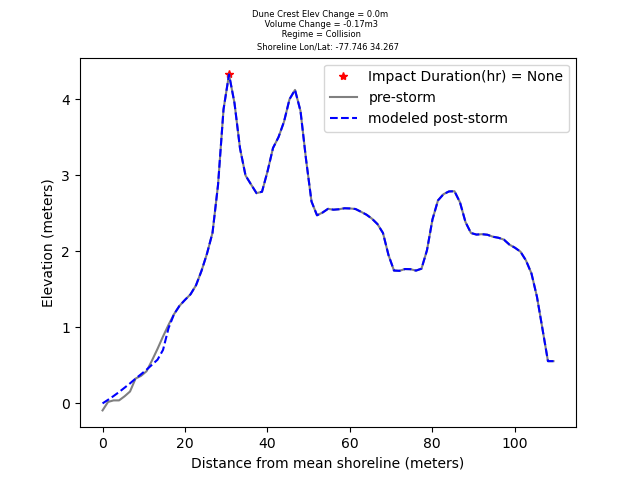 Dune Crest Elev Change = 0.0m
Volume Change = -0.17m3
Regime = Collision
Shoreline Lon/Lat: -77.746 34.267
Impact Duration(hr) = None
pre-storm
modeled post-storm
4
3
2
1
0
Elevation (meters)
0 20 40 60 80 100
Distance from mean shoreline (meters)